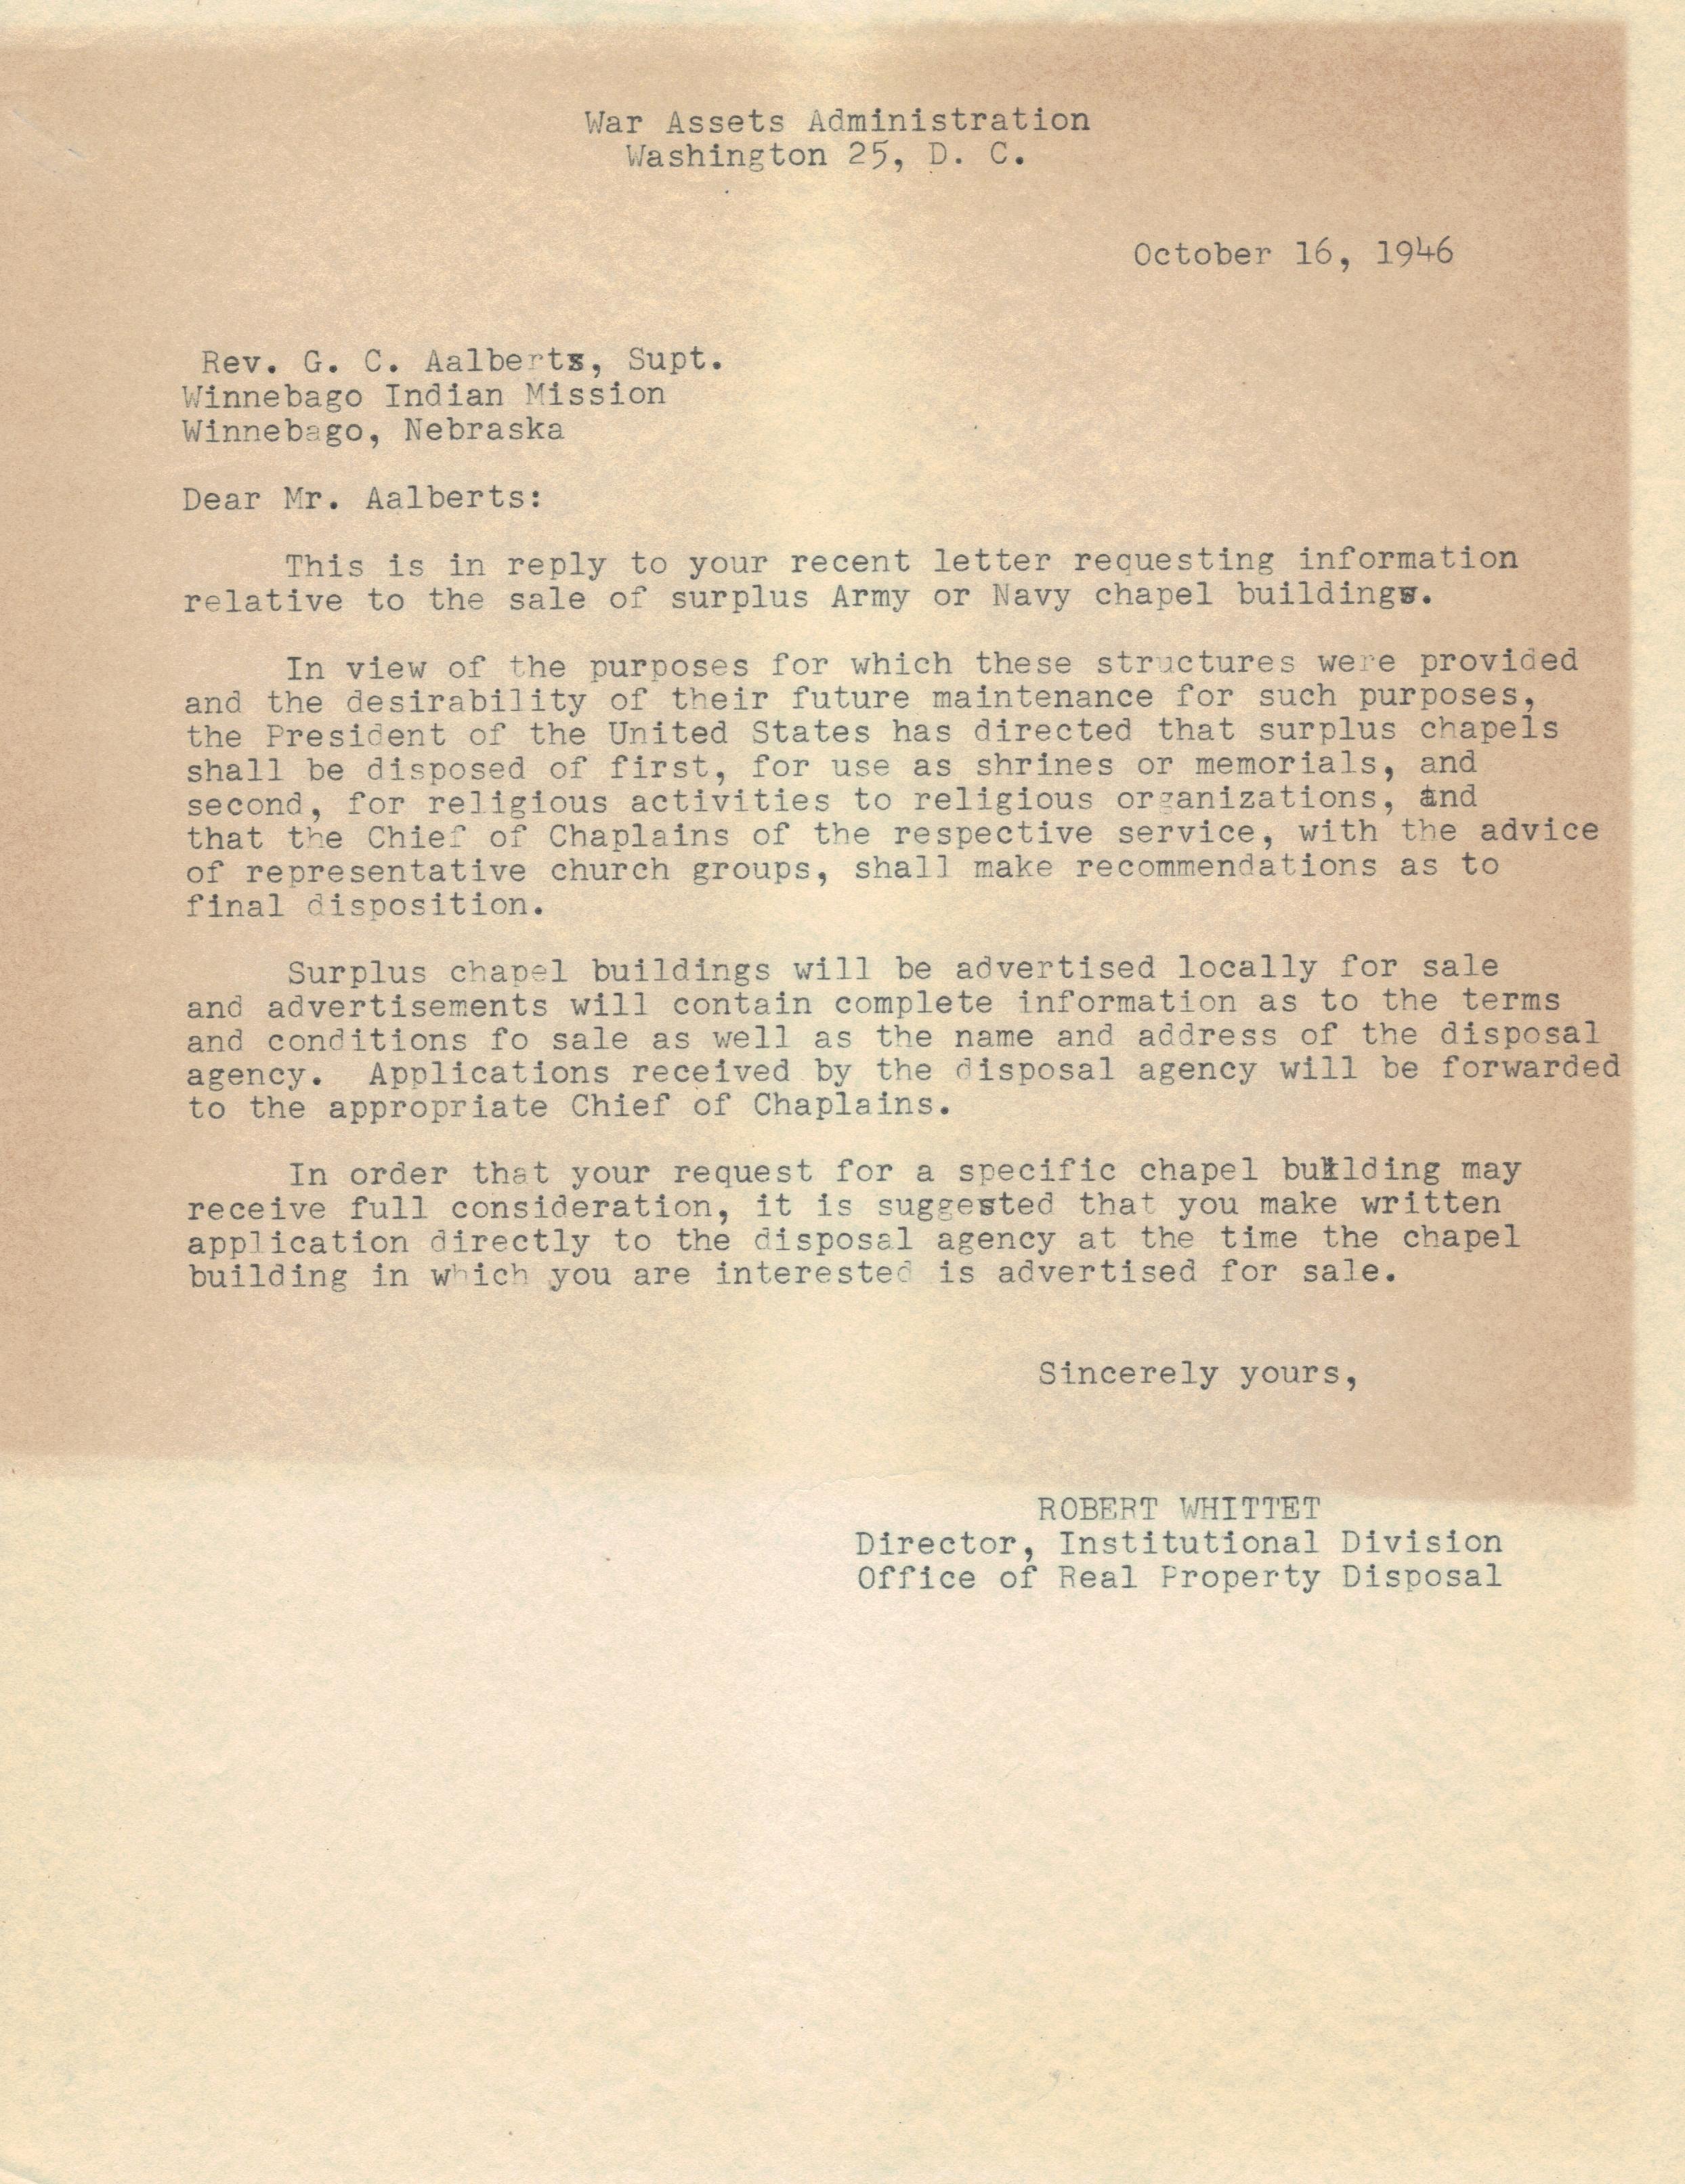 War Assets Administration
Washington 25, D. C.
October 16, 1946
Rev. G. C. Aalberts, Supt.
Winnebago Indian Mission
Winnebago, Nebraska
Dear Mr. Aalberts:
This is in reply to your recent letter requesting information
relative to the sale of surplus Army or Navy chapel buildings.
In view of the purposes for which these structures were provided
and the desirability of their future maintenance for such purposes,
the President of the United States has directed that surplus chapels
shall be disposed of first, for use as shrines or memorials, and
second, for religious activities to religious organizations, and
that the Chief of Chaplains of the respective service, with the advice
of representative church groups, shall make recommendations as to
final disposition.
Surplus chapel buildings will be advertised locally for sale
and advertisements will contain complete information as to the terms
and conditions fo sale as well as the name and address of the disposal
agency. Applications received by the disposal agency will be forwarded
to the appropriate Chief of Chaplains.
In order that your request for a specific chapel building may
receive full consideration, it is suggested that you make written
application directly to the disposal agency at the time the chapel
building in which you are interested is advertised for sale.
Sincerely yours,
ROBERT WHITTET
Director, Institutional Division
Office of Real Property Disposal